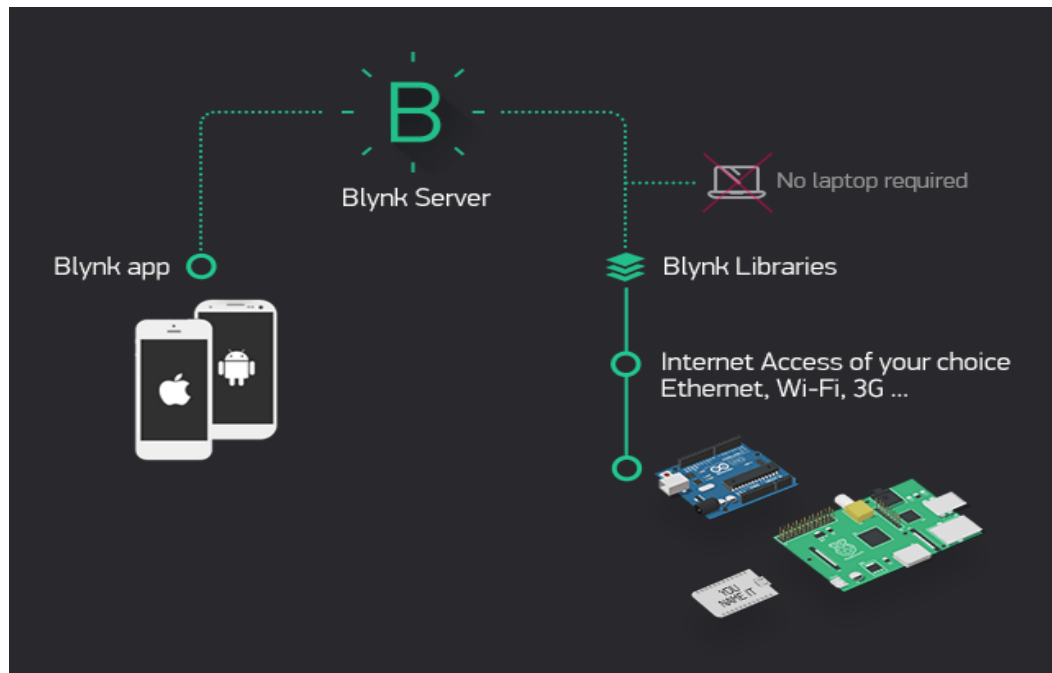 B
Blynk Server
No laptop required
Blynk app
Blynk Libraries
Internet Access of your choice
Ethernet, Wi-Fi, 3G ...
YOU
NAME IT